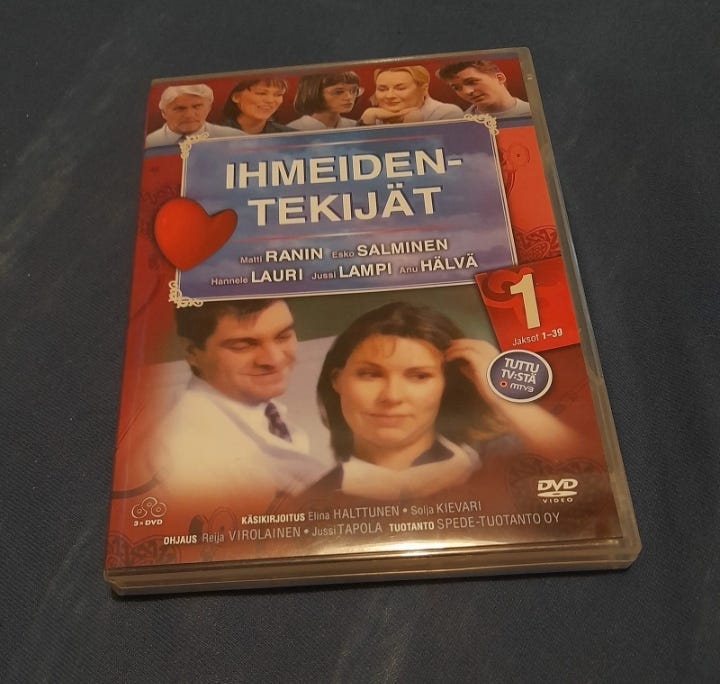 IHMEIDEN-
TEKIJÄT
Matti RANIN Esko SALMINEN
Hannele LAURI Jussi LAMPI Anu HÄLVÄ
1
Jaksot 1–39
TUTTU
TV:STÄ
MTV3
DVD
VIDEO
3 x DVD
KÄSIKIRJOITUS Elina HALTTUNEN • Solja KIEVARI
OHJAUS Reija VIROLAINEN • Jussi TAPOLA TUOTANTO SPEDE-TUOTANTO OY